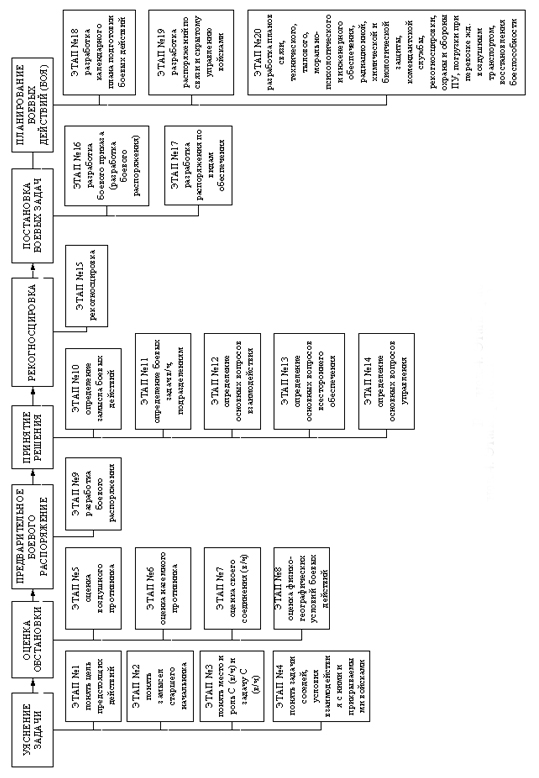 УЯСНЕНИЕ
ЗАДАЧИ
ЭТАП №1
понять цель
предстоящих
действий
ЭТАП №2
понять
замысел
старшего
начальника
ЭТАП №3
понять место и
роль С (в/ч) и
задачу С
(в/ч)
ЭТАП №4
понять задачи
соседей,
условия
взаимодействи
я с ними и
прикрываемы
ми войсками
ОЦЕНКА
ОБСТАНОВКИ
ЭТАП №5
оценка
воздушного
противника
ЭТАП №6
оценка наземного
противника
ЭТАП №7
оценка своего
соединения (в/ч)
ЭТАП №8
оценка физико-
географических
условий боевых
действий
ПРЕДВАРИТЕЛЬНОЕ
БОЕВОГО
РАСПОРЯЖЕНИЕ
ЭТАП №9
разработка
боевого
распоряжения
ПРИНЯТИЕ
РЕШЕНИЯ
ЭТАП №10
определение
замысла боевых
действий
ЭТАП №11
определение боевых
задач в/ч,
подразделениям
ЭТАП №12
определение
основных вопросов
взаимодействия
ЭТАП №13
определение
основных вопросов
всестороннего
обеспечения
ЭТАП №14
определение
основных вопросов
управления
РЕКОГНОСЦИРОВКА
ЭТАП №15
рекогносцировка
ПОСТАНОВКА
БОЕВЫХ ЗАДАЧ
ЭТАП №16
разработка
боевого приказа
(разработка
боевого
распоряжения)
ЭТАП №17
разработка
распоряжения по
видам
обеспечения
ПЛАНИРОВАНИЕ
БОЕВЫХ
ДЕЙСТВИЙ (БОЯ)
ЭТАП №18
разработка
календарного
плана подготовки
боевых действий
ЭТАП №19
разработка
распоряжений по
связи и скрытому
управлению
войсками
ЭТАП №20
разработка планов
связи,
технического,
тылового,
морально-
психологического
и инженерного
обеспечения,
радиационной,
химической и
биологической
защиты,
комендантской
службы,
рекогносцировки,
охраны и обороны
ПУ, погрузки при
перевозке жд.
воздушным
транспортом,
восстановления
боеспособности